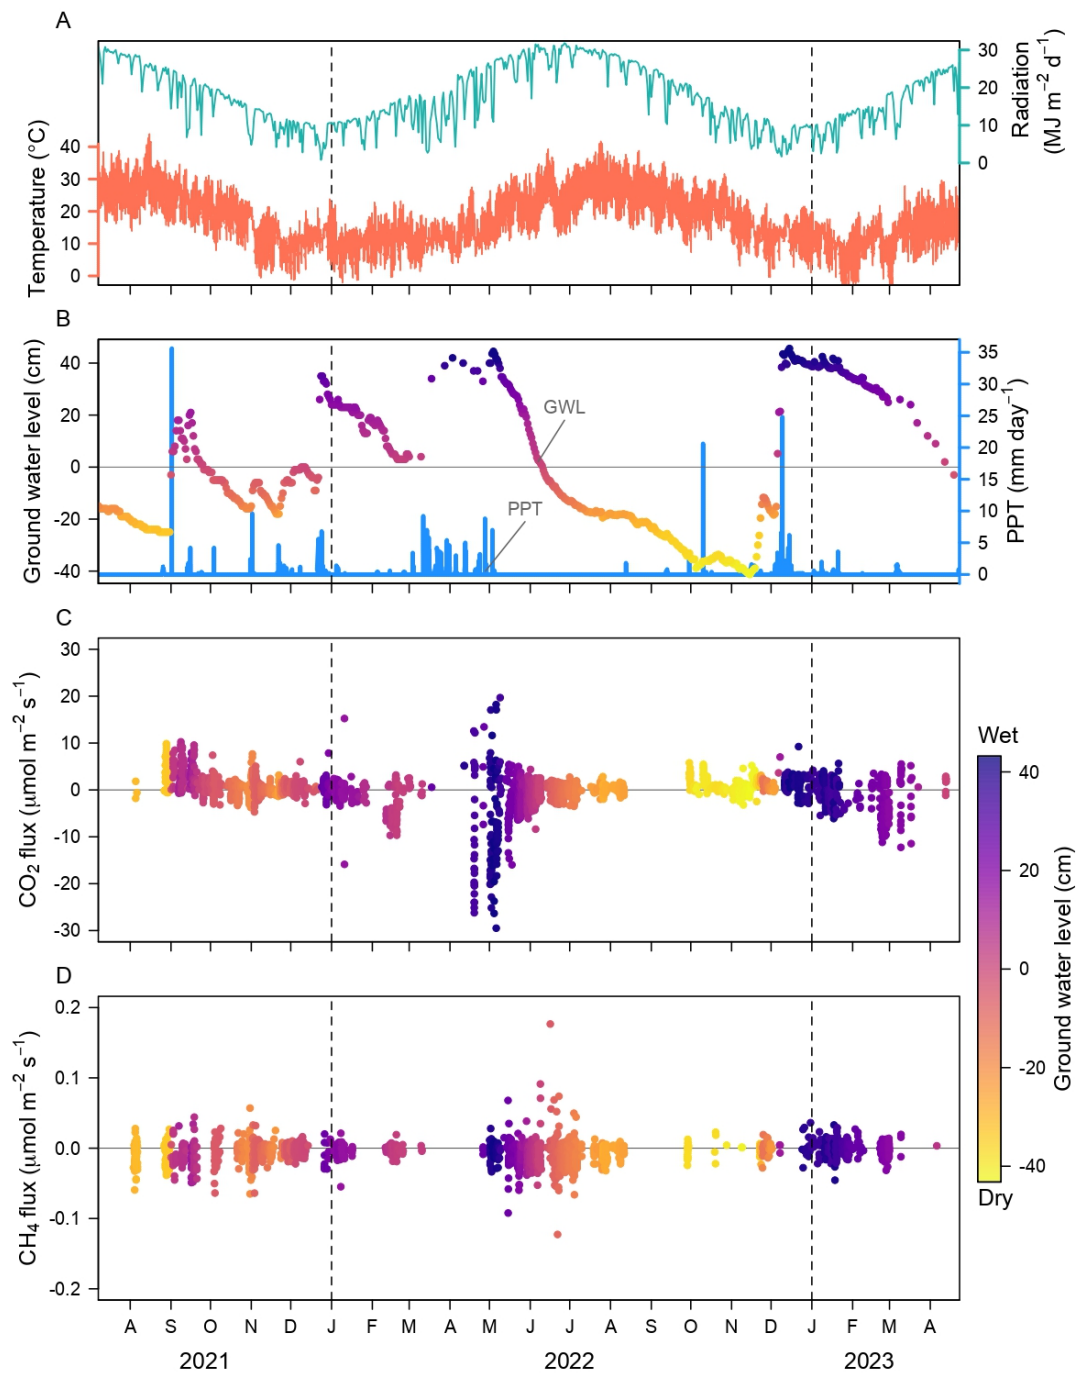 A
Temperature (°C)
40
30
20
10
0
30
20
10
0
Radiation
(MJ m−2 d−1)
B
Ground water level (cm)
40
20
0
-20
-40
GWL
PPT
35
30
25
20
15
10
5
0
PPT (mm day−1)
C
CO2 flux (μmol m−2 s−1)
30
20
10
0
-10
-20
-30
D
CH4 flux (μmol m−2 s−1)
0.2
0.1
0.0
-0.1
-0.2
A S O N D J F M A M J J A S O N D J F M A
2021 2022 2023
Wet
40
20
0
-20
-40
Dry
Ground water level (cm)